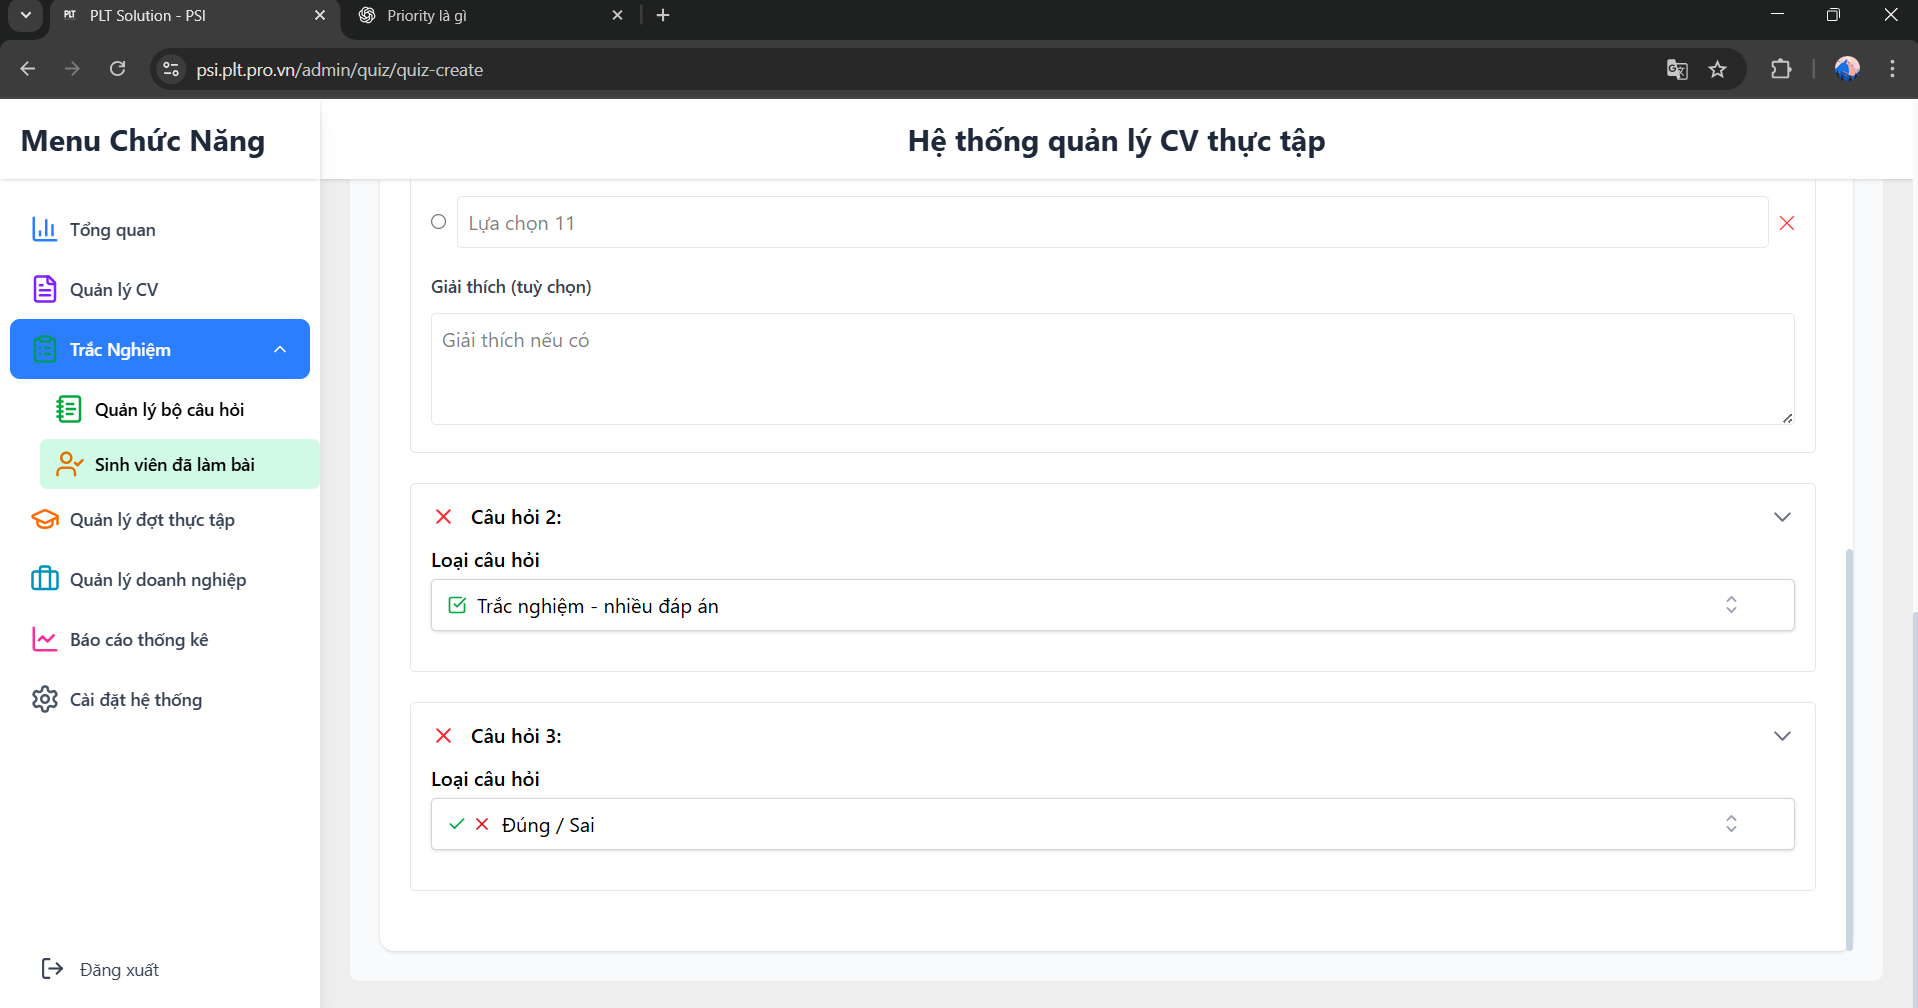 PLT PLT Solution - PSI
Priority là gì
psi.plt.pro.vn/admin/quiz/quiz-create
Menu Chức Năng
Hệ thống quản lý CV thực tập
Tổng quan
Quản lý CV
Trắc Nghiệm
Quản lý bộ câu hỏi
Sinh viên đã làm bài
Quản lý đợt thực tập
Quản lý doanh nghiệp
Báo cáo thống kê
Cài đặt hệ thống
Đăng xuất
Lựa chọn 11
Giải thích (tuỳ chọn)
Giải thích nếu có
Câu hỏi 2:
Loại câu hỏi
Trắc nghiệm - nhiều đáp án
Câu hỏi 3:
Loại câu hỏi
Đúng / Sai